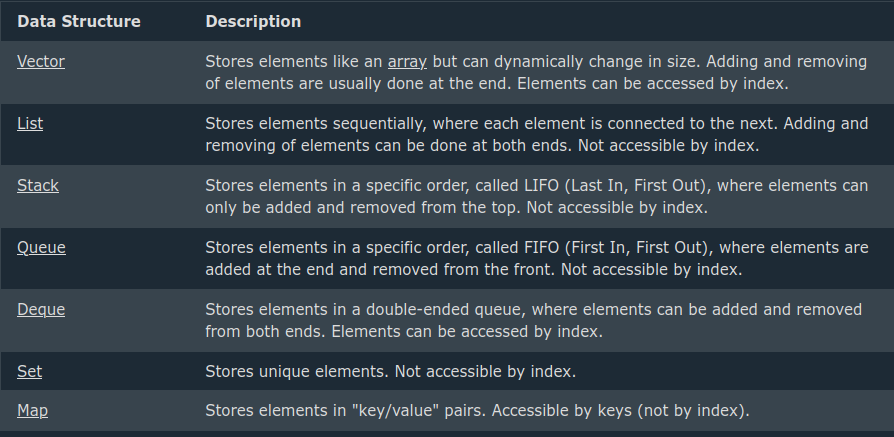 Data Structure Description
Vector Stores elements like an array but can dynamically change in size. Adding and removing
of elements are usually done at the end. Elements can be accessed by index.
List Stores elements sequentially, where each element is connected to the next. Adding and
removing of elements can be done at both ends. Not accessible by index.
Stack Stores elements in a specific order, called LIFO (Last In, First Out), where elements can
only be added and removed from the top. Not accessible by index.
Queue Stores elements in a specific order, called FIFO (First In, First Out), where elements are
added at the end and removed from the front. Not accessible by index.
Deque Stores elements in a double-ended queue, where elements can be added and removed
from both ends. Elements can be accessed by index.
Set Stores unique elements. Not accessible by index.
Map Stores elements in "key/value" pairs. Accessible by keys (not by index).